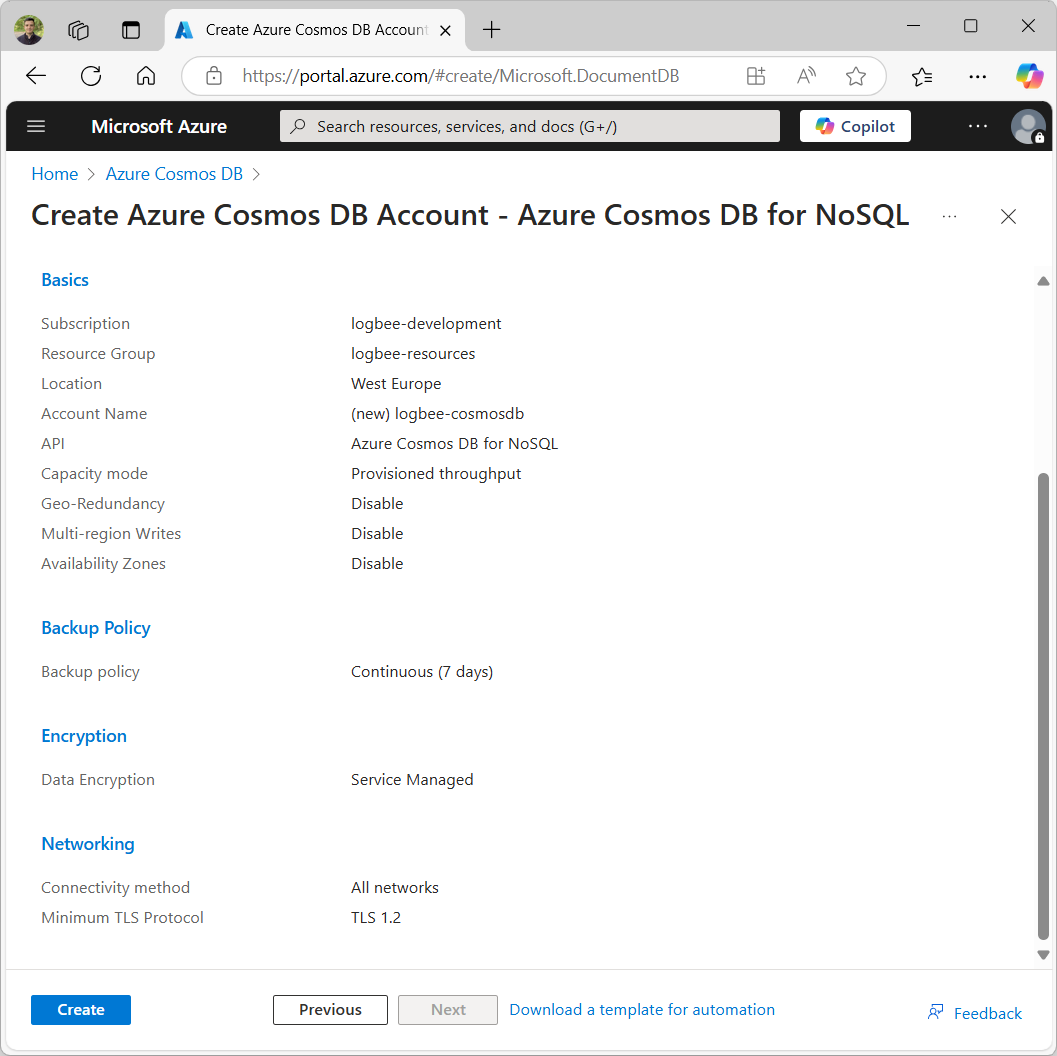 Create Azure Cosmos DB Account
https://portal.azure.com/#create/Microsoft.DocumentDB
Microsoft Azure
Search resources, services, and docs (G+/)
Copilot
Home > Azure Cosmos DB >
Create Azure Cosmos DB Account - Azure Cosmos DB for NoSQL
Basics
Subscription logbee-development
Resource Group logbee-resources
Location West Europe
Account Name (new) logbee-cosmosdb
API Azure Cosmos DB for NoSQL
Capacity mode Provisioned throughput
Geo-Redundancy Disable
Multi-region Writes Disable
Availability Zones Disable
Backup Policy
Backup policy Continuous (7 days)
Encryption
Data Encryption Service Managed
Networking
Connectivity method All networks
Minimum TLS Protocol TLS 1.2
Create Previous Next Download a template for automation Feedback